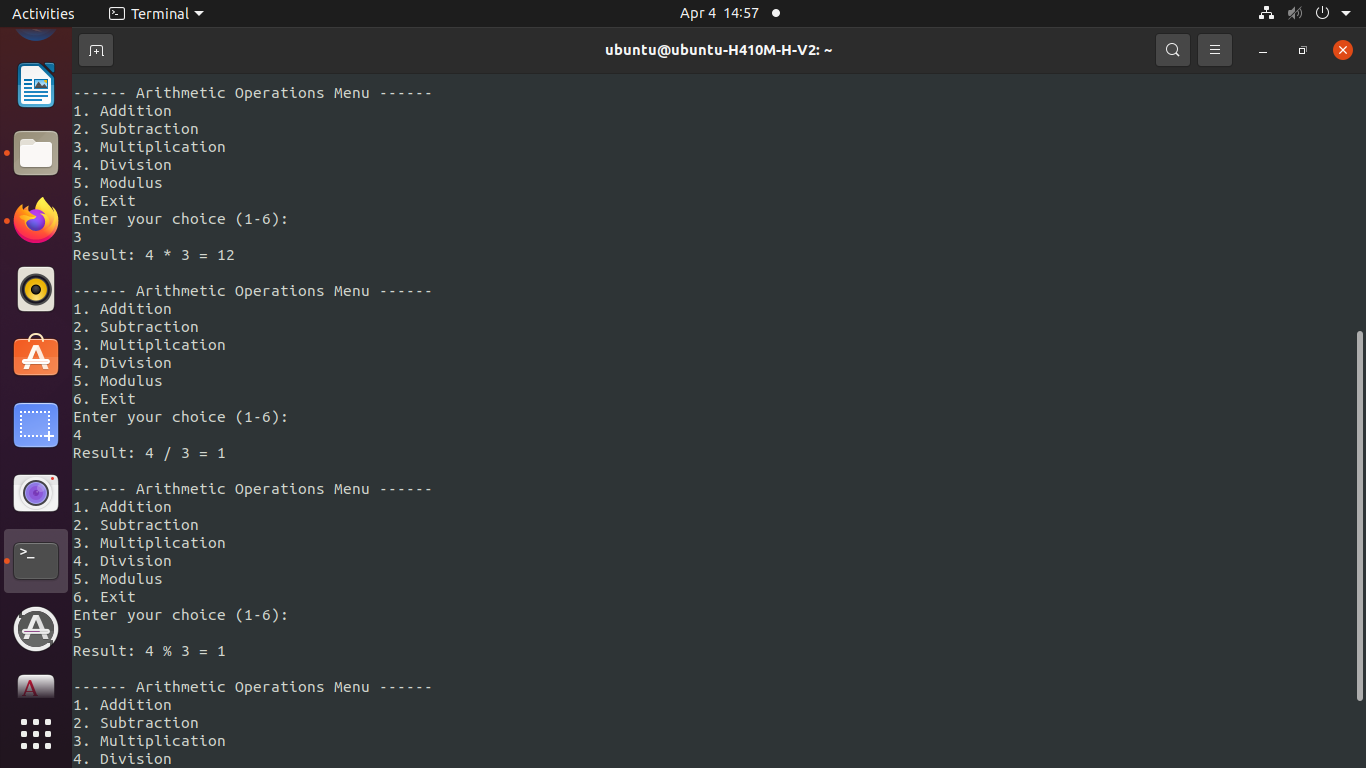 Activities
Terminal
Apr 4 14:57
ubuntu@ubuntu-H410M-H-V2: ~
------ Arithmetic Operations Menu ------
1. Addition
2. Subtraction
3. Multiplication
4. Division
5. Modulus
6. Exit
Enter your choice (1-6):
3
Result: 4 * 3 = 12
------ Arithmetic Operations Menu ------
1. Addition
2. Subtraction
3. Multiplication
4. Division
5. Modulus
6. Exit
Enter your choice (1-6):
4
Result: 4 / 3 = 1
------ Arithmetic Operations Menu ------
1. Addition
2. Subtraction
3. Multiplication
4. Division
5. Modulus
6. Exit
Enter your choice (1-6):
5
Result: 4 % 3 = 1
------ Arithmetic Operations Menu ------
1. Addition
2. Subtraction
3. Multiplication
4. Division